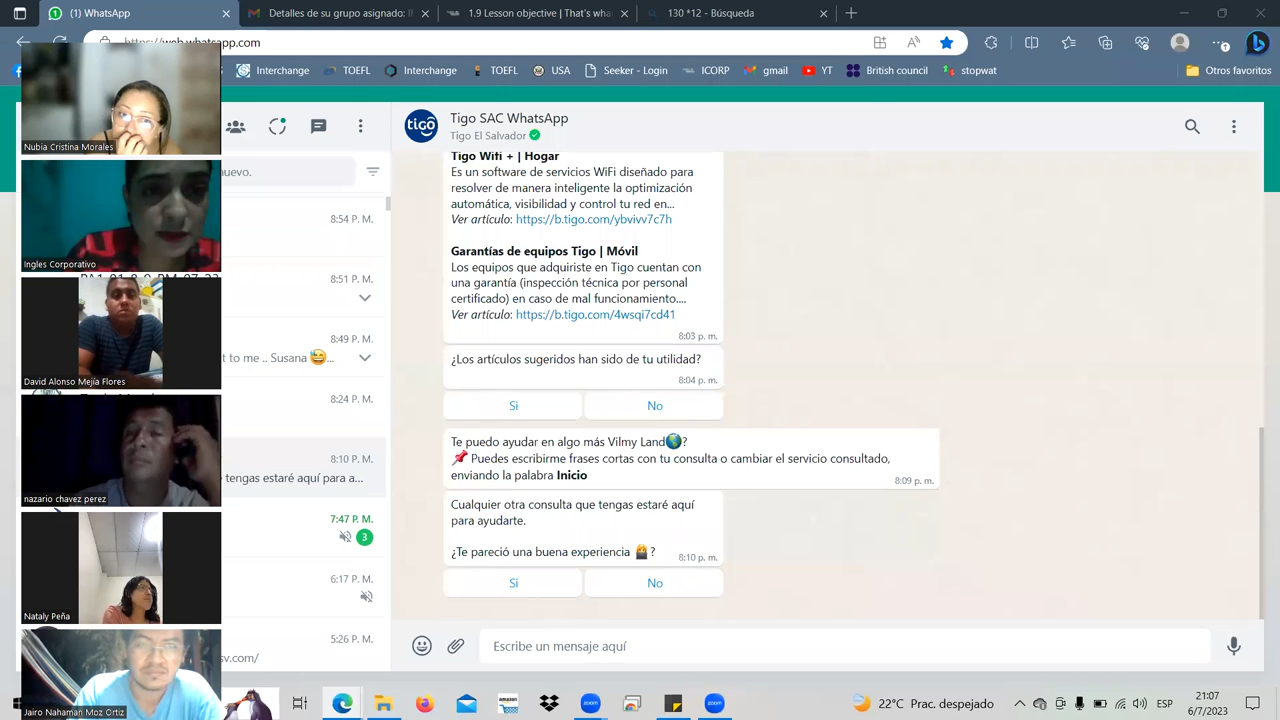 (1) WhatsApp
Detalles de su grupo asignado: I
1.9 Lesson objective | That's wha
130 *12 - Búsqueda
https://web.whatsapp.com
Interchange
TOEFL
Interchange
TOEFL
USA
Seeker - Login
ICORP
gmail
YT
British council
stopwat
Otros favoritos
Nubia Cristina Morales
nuevo.
8:54 P. M.
Ingles Corporativo
8:51 P. M.
8:49 P. M.
t to me .. Susana 😅...
David Alonso Mejía Flores
8:24 P. M.
8:10 P. M.
tengas estaré aquí para a...
nazario chavez perez
7:47 P. M.
3
6:17 P. M.
Nataly Peña
5:26 P. M.
sv.com/
Jairo Nahaman Moz Ortiz
tigo
Tigo SAC WhatsApp
Tigo El Salvador
Tigo Wifi + | Hogar
Es un software de servicios WiFi diseñado para
resolver de manera inteligente la optimización
automática, visibilidad y control tu red en...
Ver artículo: https://b.tigo.com/ybvivv7c7h
Garantías de equipos Tigo | Móvil
Los equipos que adquiriste en Tigo cuentan con
una garantía (inspección técnica por personal
certificado) en caso de mal funcionamiento....
Ver artículo: https://b.tigo.com/4wsqi7cd41
8:03 p. m.
¿Los artículos sugeridos han sido de tu utilidad?
8:04 p. m.
Si
No
Te puedo ayudar en algo más Vilmy Land🌎?
📌 Puedes escribirme frases cortas con tu consulta o cambiar el servicio consultado,
enviando la palabra Inicio
8:09 p. m.
Cualquier otra consulta que tengas estaré aquí
para ayudarte.
¿Te pareció una buena experiencia 🤷?
8:10 p. m.
Si
No
Escribe un mensaje aquí
amazon
zoom
zoom
22°C Prac. despejado
ESP
21:07
6/7/2023